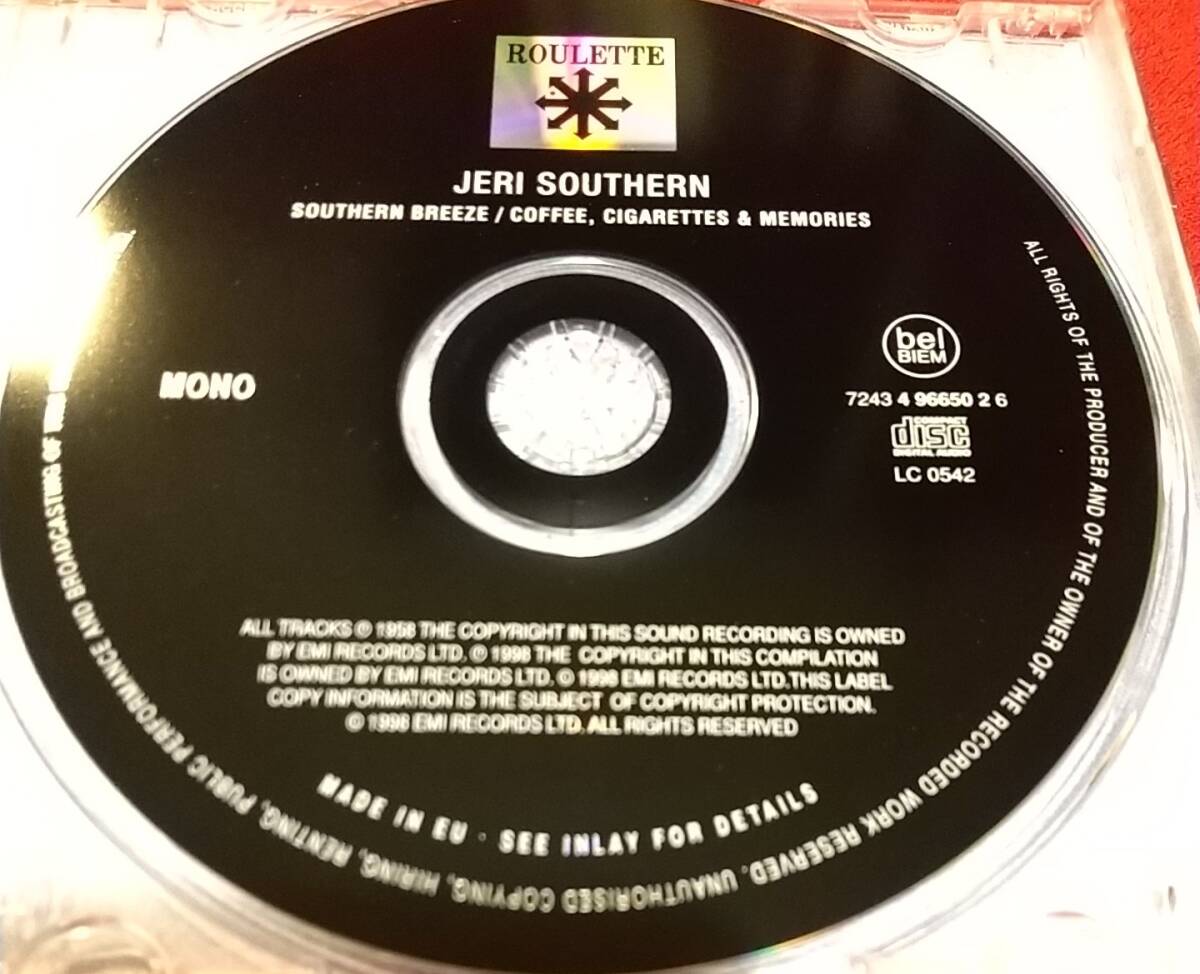 ROULETTE
JERI SOUTHERN
SOUTHERN BREEZE / COFFEE, CIGARETTES & MEMORIES
MONO
bel
BIEM
7243 4 96650 2 6
COMPACT
disc
DIGITAL AUDIO
LC 0542
ALL TRACKS ℗ 1958 THE COPYRIGHT IN THIS SOUND RECORDING IS OWNED
BY EMI RECORDS LTD. ℗ 1998 THE COPYRIGHT IN THIS COMPILATION
IS OWNED BY EMI RECORDS LTD. © 1998 EMI RECORDS LTD.THIS LABEL
COPY INFORMATION IS THE SUBJECT OF COPYRIGHT PROTECTION.
© 1998 EMI RECORDS LTD. ALL RIGHTS RESERVED
MADE IN EU · SEE INLAY FOR DETAILS
ALL RIGHTS OF THE PRODUCER AND OF THE OWNER OF THE RECORDED WORK RESERVED. UNAUTHORISED COPYING, HIRING, RENTING, PUBLIC PERFORMANCE AND BROADCASTING OF